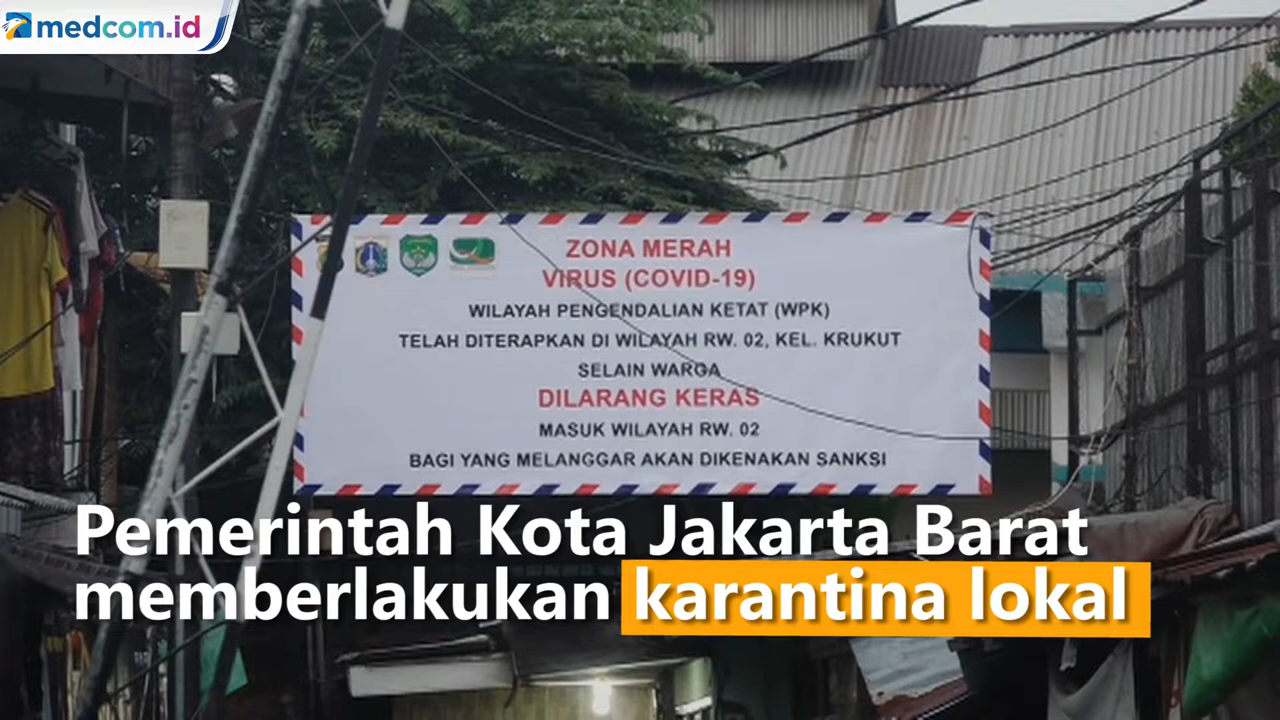 medcom.id
ZONA MERAH
VIRUS (COVID-19)
WILAYAH PENGENDALIAN KETAT (WPK)
TELAH DITERAPKAN DI WILAYAH RW. 02, KEL. KRUKUT
SELAIN WARGA
DILARANG KERAS
MASUK WILAYAH RW. 02
BAGI YANG MELANGGAR AKAN DIKENAKAN SANKSI
Pemerintah Kota Jakarta Barat
memberlakukan karantina lokal